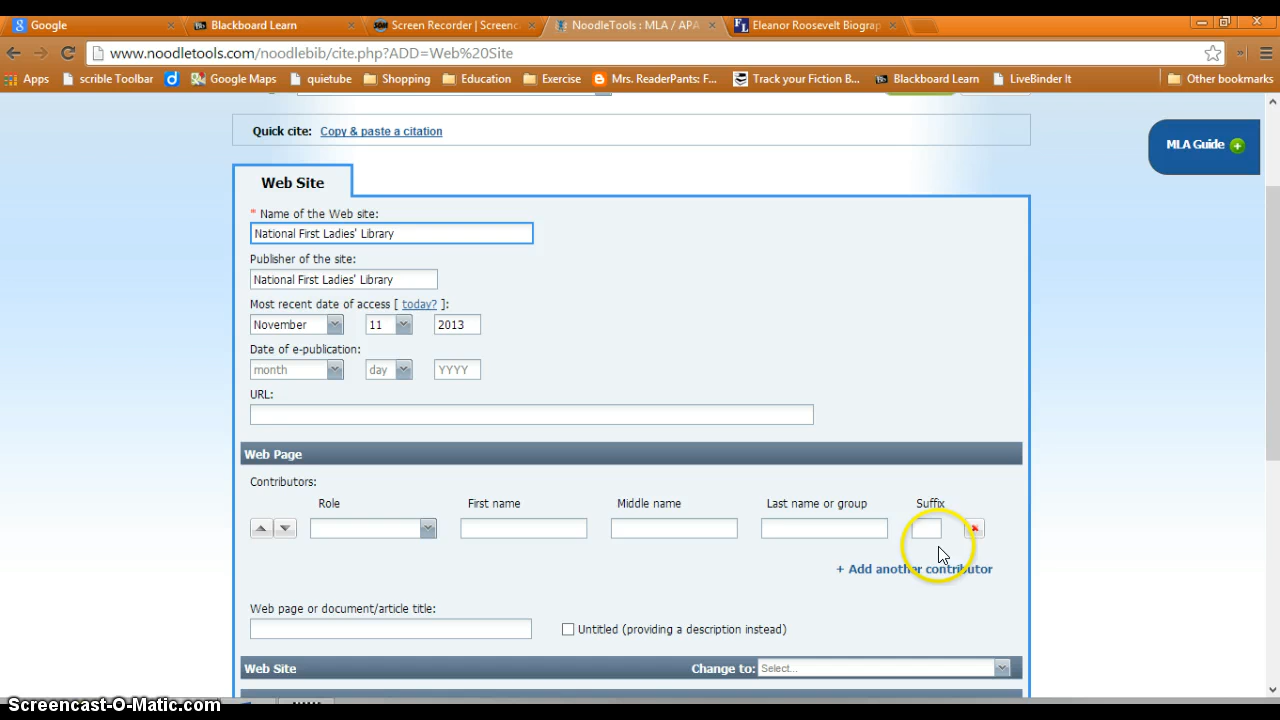 Google
Blackboard Learn
Screen Recorder | Screenc
NoodleTools : MLA / APA
Eleanor Roosevelt Biograp
www.noodletools.com/noodlebib/cite.php?ADD=Web%20Site
Apps scrible Toolbar Google Maps quietube Shopping Education Exercise Mrs. ReaderPants: F... Track your Fiction B... Blackboard Learn LiveBinder It Other bookmarks
Quick cite: Copy & paste a citation
MLA Guide
Web Site
* Name of the Web site:
National First Ladies' Library
Publisher of the site:
National First Ladies' Library
Most recent date of access [ today? ]:
November 11 2013
Date of e-publication:
month day YYYY
URL:
Web Page
Contributors:
Role First name Middle name Last name or group Suffix
+ Add another contributor
Web page or document/article title:
Untitled (providing a description instead)
Web Site Change to: Select...
Screencast-O-Matic.com